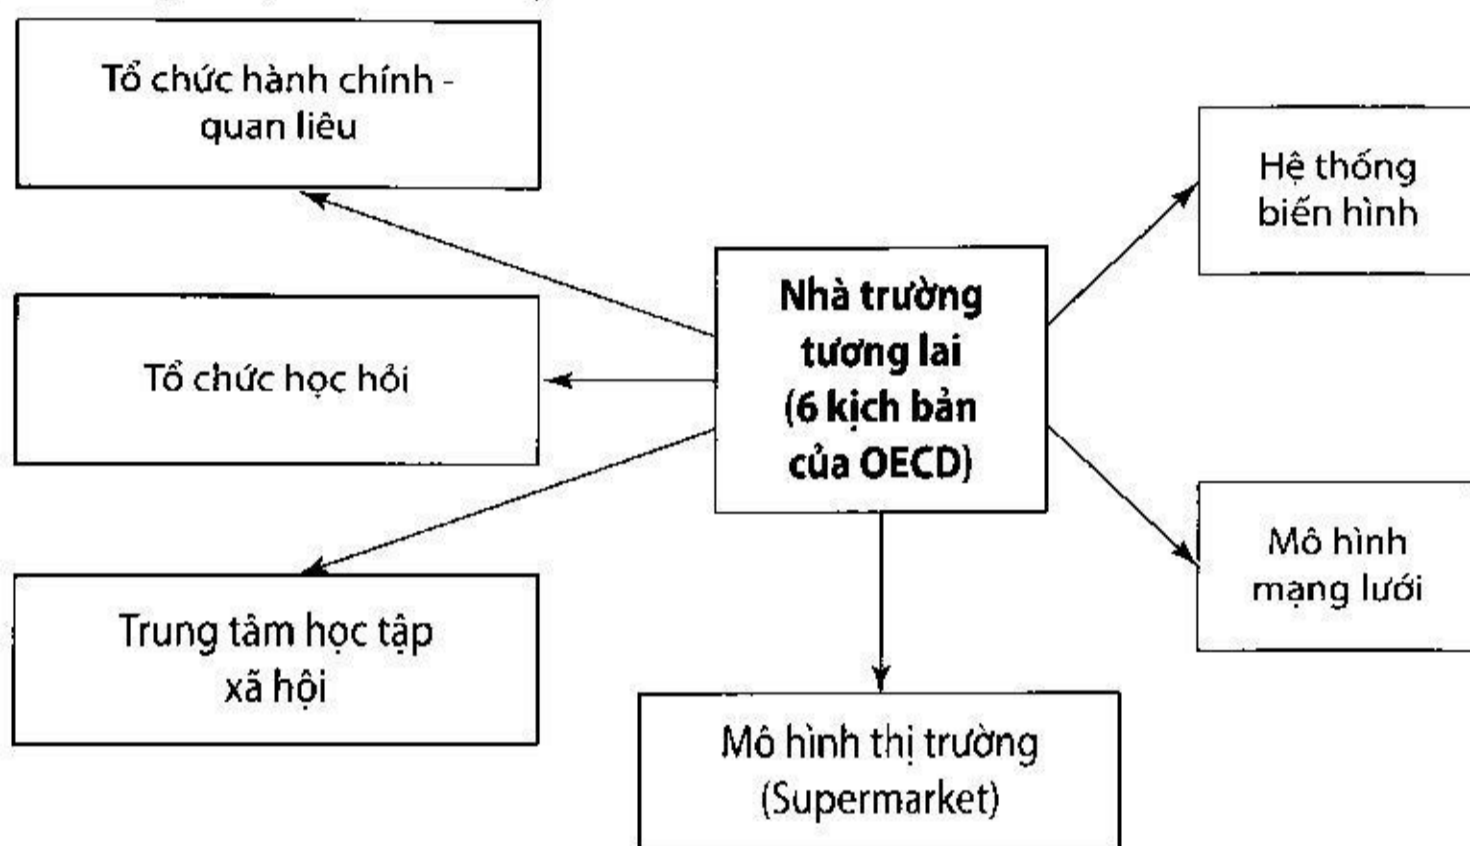 Tổ chức hành chính -
quan liêu
Hệ thống
biến hình
Nhà trường
tương lai
(6 kịch bản
của OECD)
Tổ chức học hỏi
Mô hình
mạng lưới
Trung tâm học tập
xã hội
Mô hình thị trường
(Supermarket)